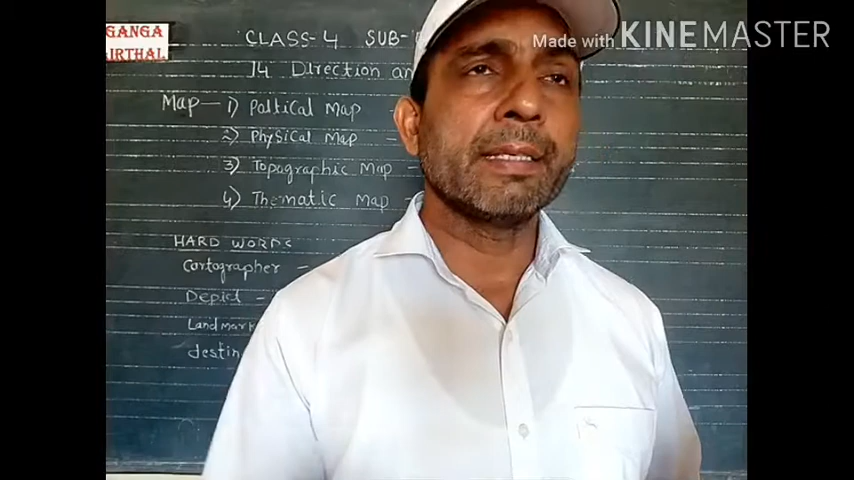 GANGA
IRTHAL
Made with KINEMASTER
CLASS-4 SUB-
14 Direction an
Map — 1) Poltical Map
2) Physical Map -
3) Topographic Map -
4) Thematic Map -
HARD WORDS
Cartographer -
Depict -
Landmark
destin